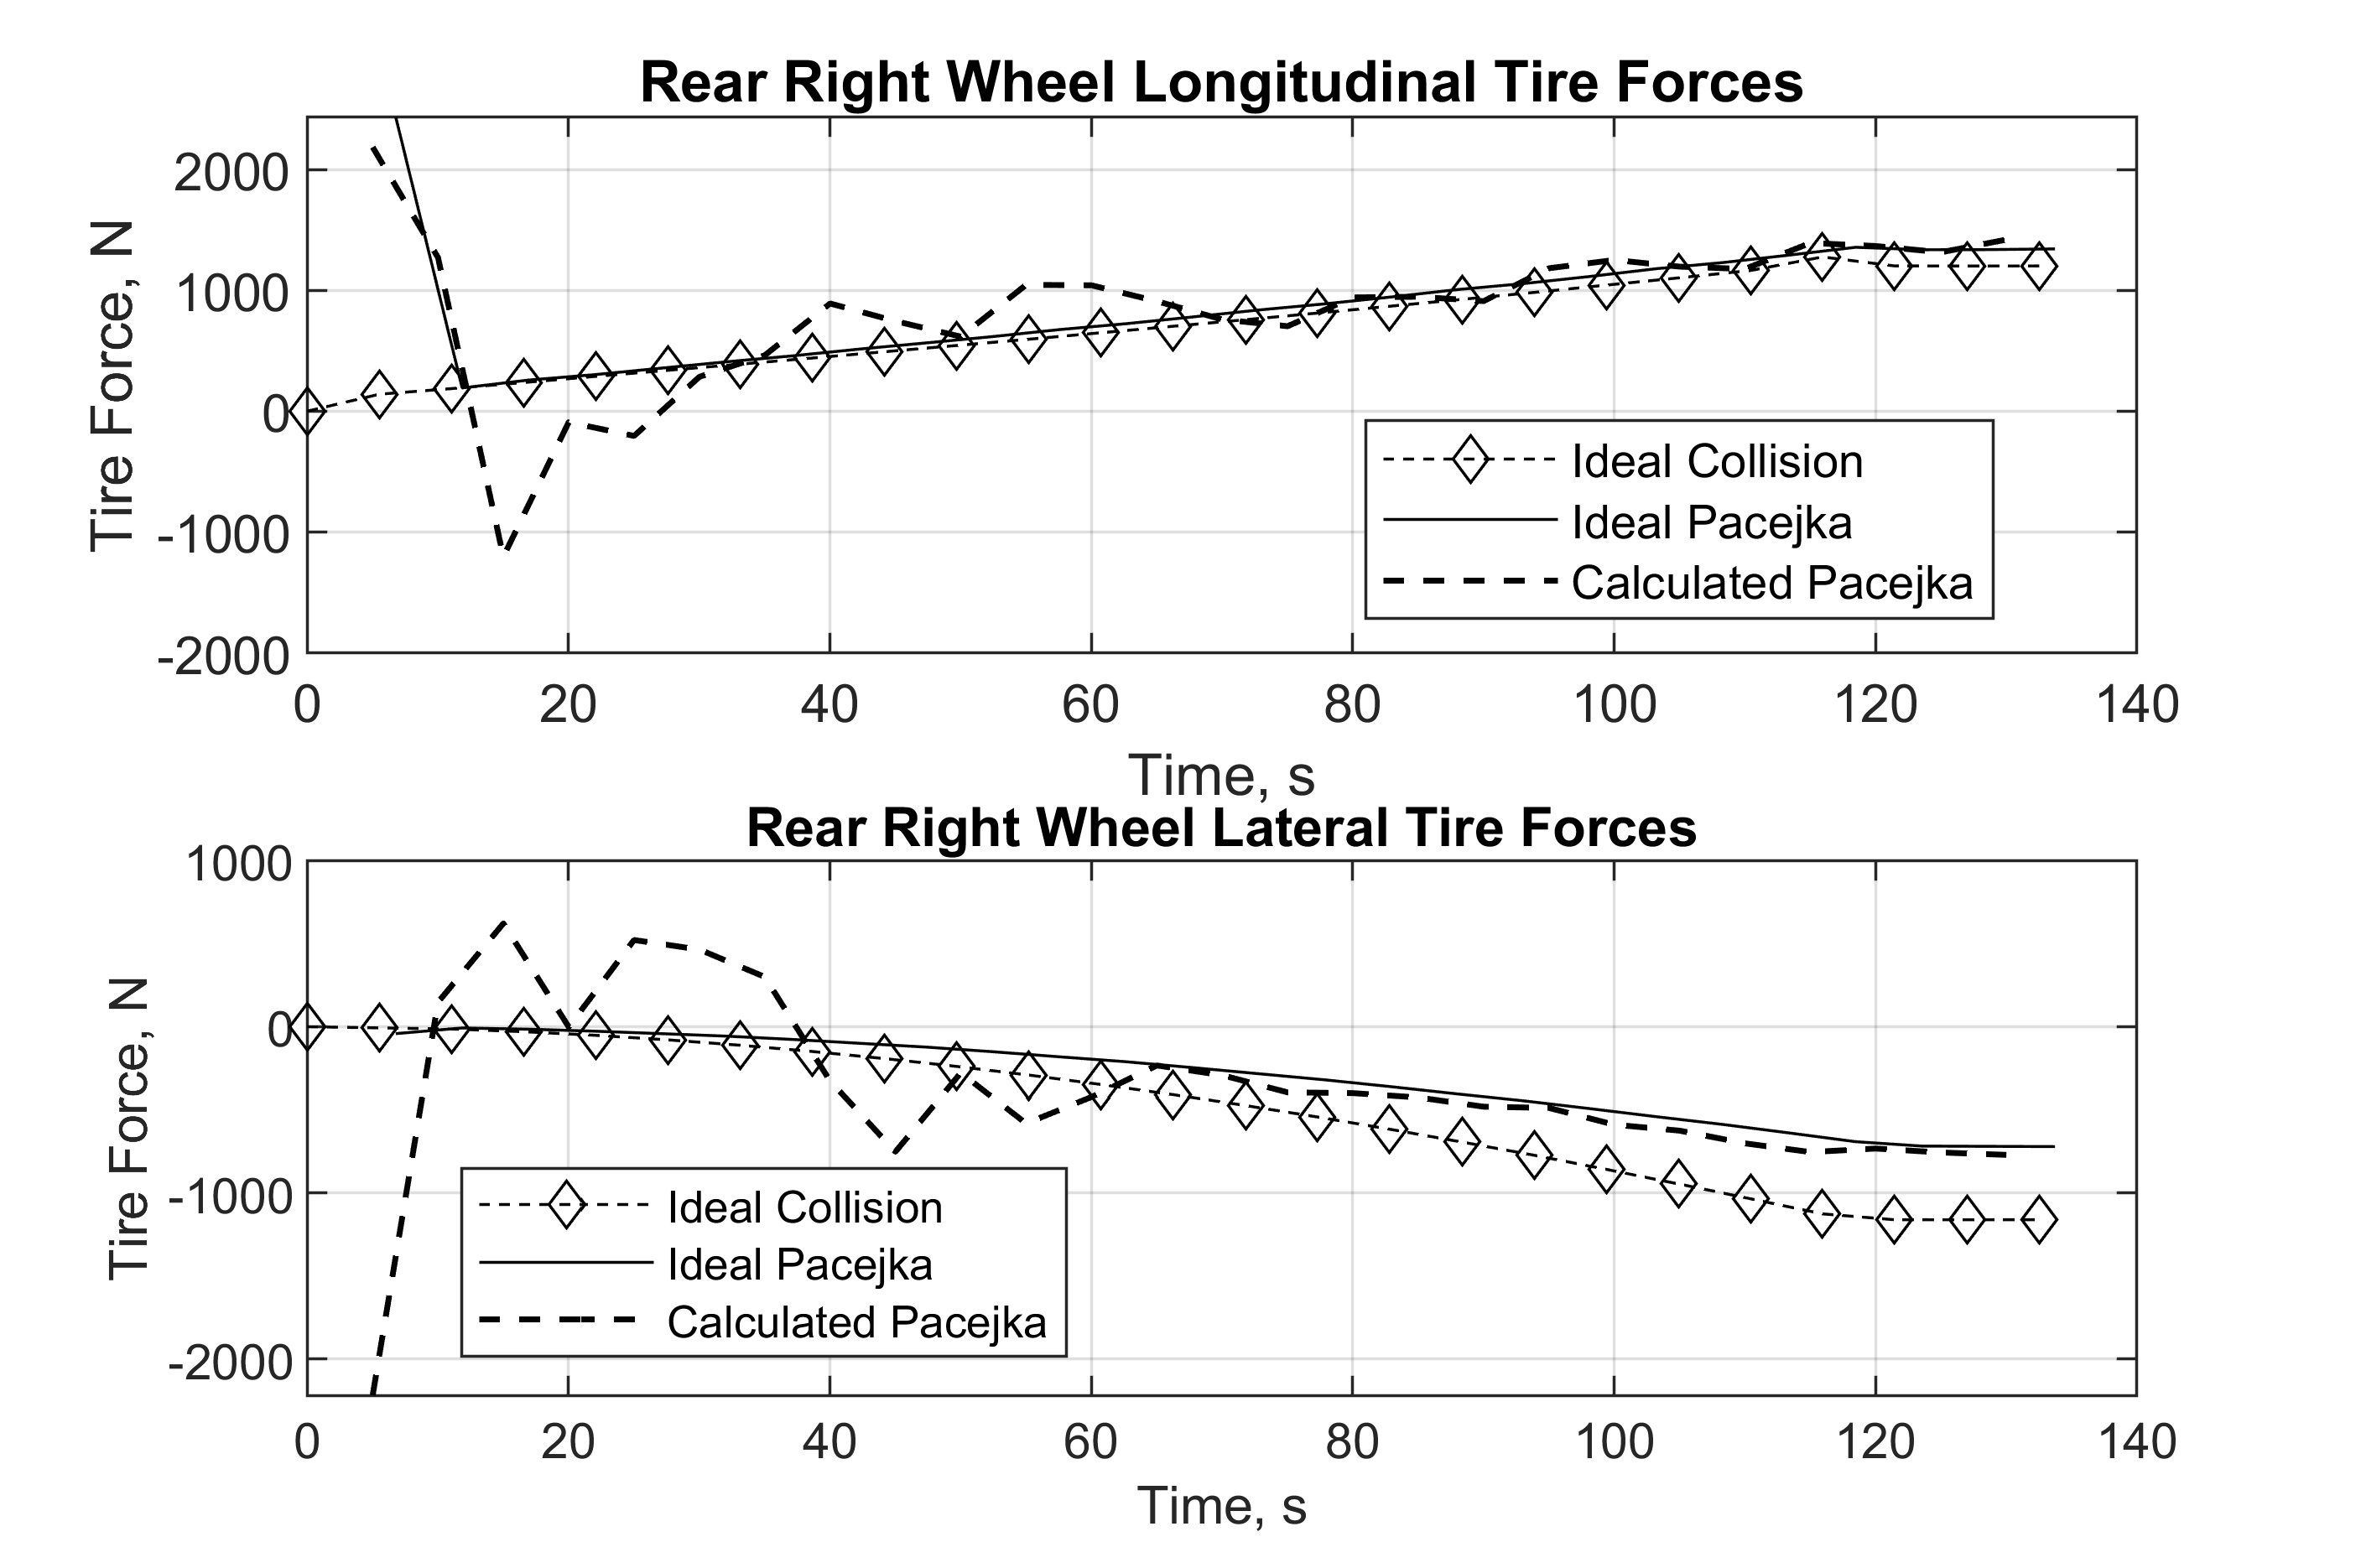 Rear Right Wheel Longitudinal Tire Forces
Tire Force, N
2000
1000
0
-1000
-2000
Ideal Collision
Ideal Pacejka
Calculated Pacejka
0 20 40 60 80 100 120 140
Time, s
Rear Right Wheel Lateral Tire Forces
Tire Force, N
1000
0
-1000
-2000
Ideal Collision
Ideal Pacejka
Calculated Pacejka
0 20 40 60 80 100 120 140
Time, s